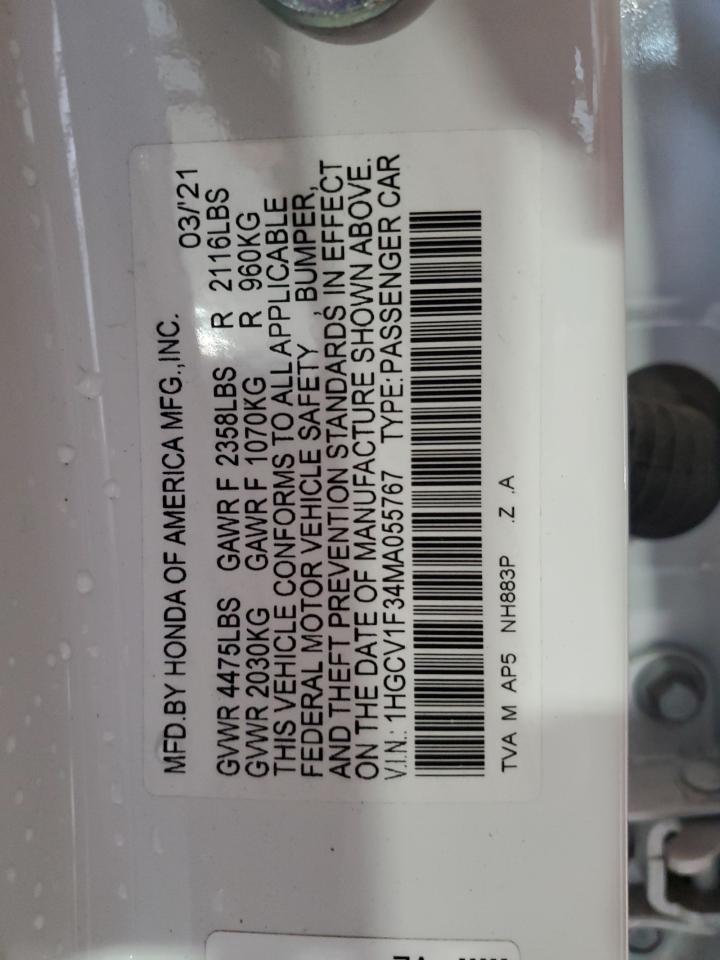 MFD.BY HONDA OF AMERICA MFG.,INC. 03/'21
GVWR 4475LBS GAWR F 2358LBS R 2116LBS
GVWR 2030KG GAWR F 1070KG R 960KG
THIS VEHICLE CONFORMS TO ALL APPLICABLE
FEDERAL MOTOR VEHICLE SAFETY , BUMPER,
AND THEFT PREVENTION STANDARDS IN EFFECT
ON THE DATE OF MANUFACTURE SHOWN ABOVE.
V.I.N.: 1HGCV1F34MA055767 TYPE:PASSENGER CAR
TVA M AP5 NH883P .Z .A